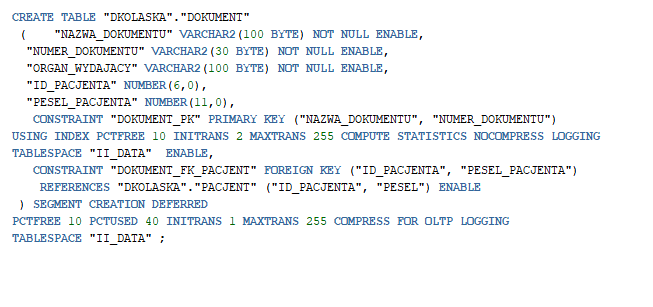 CREATE TABLE "DKOLASKA"."DOKUMENT"
( "NAZWA_DOKUMENTU" VARCHAR2(100 BYTE) NOT NULL ENABLE,
"NUMER_DOKUMENTU" VARCHAR2(30 BYTE) NOT NULL ENABLE,
"ORGAN_WYDAJACY" VARCHAR2(100 BYTE) NOT NULL ENABLE,
"ID_PACJENTA" NUMBER(6,0),
"PESEL_PACJENTA" NUMBER(11,0),
CONSTRAINT "DOKUMENT_PK" PRIMARY KEY ("NAZWA_DOKUMENTU", "NUMER_DOKUMENTU")
USING INDEX PCTFREE 10 INITRANS 2 MAXTRANS 255 COMPUTE STATISTICS NOCOMPRESS LOGGING
TABLESPACE "II_DATA" ENABLE,
CONSTRAINT "DOKUMENT_FK_PACJENT" FOREIGN KEY ("ID_PACJENTA", "PESEL_PACJENTA")
REFERENCES "DKOLASKA"."PACJENT" ("ID_PACJENTA", "PESEL") ENABLE
) SEGMENT CREATION DEFERRED
PCTFREE 10 PCTUSED 40 INITRANS 1 MAXTRANS 255 COMPRESS FOR OLTP LOGGING
TABLESPACE "II_DATA" ;